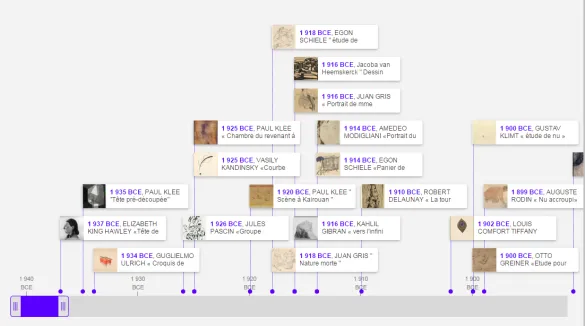 1 918 BCE, EGON
SCHIELE " étude de
1 916 BCE, Jacoba van
Heemskerck " Dessin
1 916 BCE, JUAN GRIS
« Portrait de mme
1 925 BCE, PAUL KLEE
« Chambre du revenant à
1 914 BCE, AMEDEO
MODIGLIANI «Portrait du
1 900 BCE, GUSTAV
KLIMT « étude de nu »
1 925 BCE, VASILY
KANDINSKY «Courbe
1 914 BCE, EGON
SCHIELE «Panier de
1 935 BCE, PAUL KLEE
"Tête pré-découpée"
1 920 BCE, PAUL KLEE "
Scène à Kairouan "
1 910 BCE, ROBERT
DELAUNAY « La tour
1 899 BCE, AUGUSTE
RODIN « Nu accroupi»
1 937 BCE, ELIZABETH
KING HAWLEY «Tête de
1 926 BCE, JULES
PASCIN «Groupe
1 916 BCE, KAHLIL
GIBRAN « vers l'infini
1 902 BCE, LOUIS
COMFORT TIFFANY
1 934 BCE, GUGLIELMO
ULRICH « Croquis de
1 918 BCE, JUAN GRIS "
Nature morte "
1 900 BCE, OTTO
GREINER «Etude pour
1 940
BCE
1 930
BCE
1 920
BCE
1 910
BCE
1 900
BCE